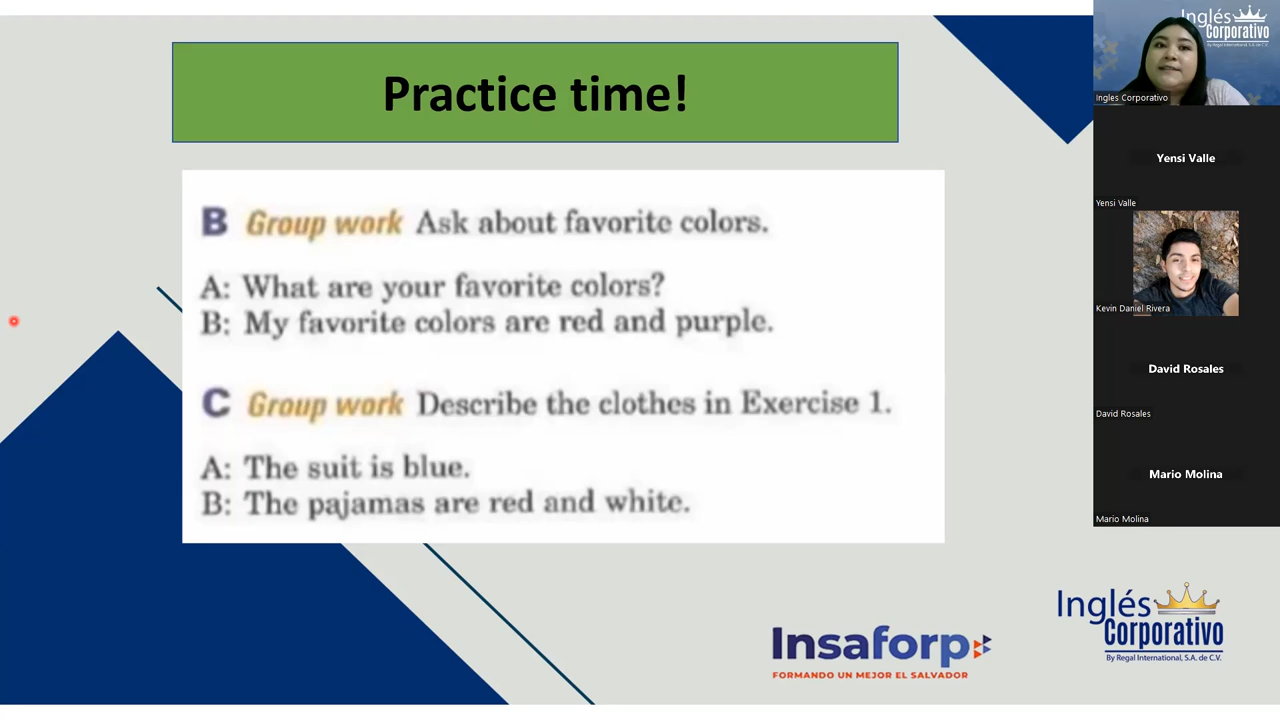 Practice time!
B Group work Ask about favorite colors.
A: What are your favorite colors?
B: My favorite colors are red and purple.
C Group work Describe the clothes in Exercise 1.
A: The suit is blue.
B: The pajamas are red and white.
Insaforp
FORMANDO UN MEJOR EL SALVADOR
Inglés
Corporativo
By Regal International, S.A. de C.V.
Inglés
Corporativo
By Regal International, S.A. de C.V.
Ingles Corporativo
Yensi Valle
Yensi Valle
Kevin Daniel Rivera
David Rosales
David Rosales
Mario Molina
Mario Molina